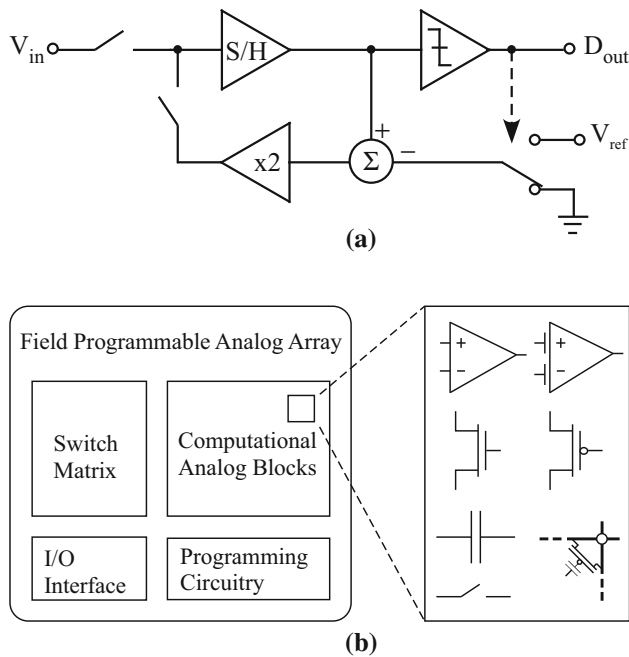 V_in
S/H
D_out
+
−
Σ
x2
V_ref
(a)
Field Programmable Analog Array
Switch
Matrix
Computational
Analog Blocks
I/O
Interface
Programming
Circuitry
+
−
+
−
(b)